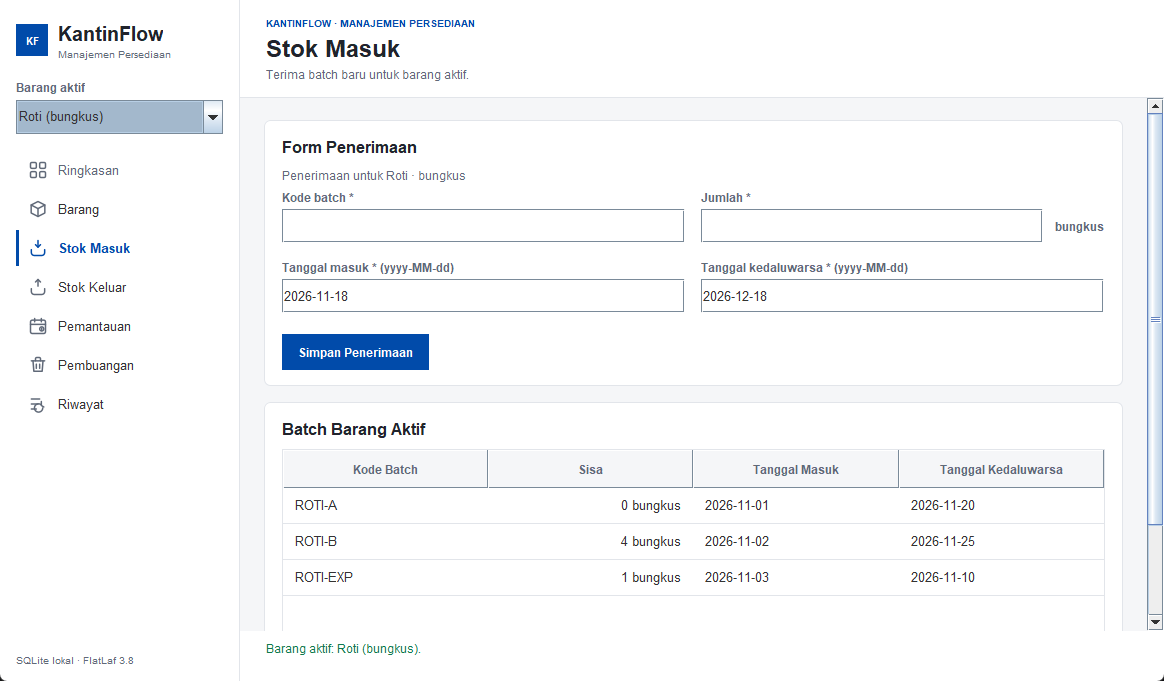 KF
KantinFlow
Manajemen Persediaan
Barang aktif
Roti (bungkus)
Ringkasan
Barang
Stok Masuk
Stok Keluar
Pemantauan
Pembuangan
Riwayat
SQLite lokal · FlatLaf 3.8
KANTINFLOW · MANAJEMEN PERSEDIAAN
Stok Masuk
Terima batch baru untuk barang aktif.
Form Penerimaan
Penerimaan untuk Roti · bungkus
Kode batch * Jumlah *
bungkus
Tanggal masuk * (yyyy-MM-dd) Tanggal kedaluwarsa * (yyyy-MM-dd)
2026-11-18 2026-12-18
Simpan Penerimaan
Batch Barang Aktif
Kode Batch Sisa Tanggal Masuk Tanggal Kedaluwarsa
ROTI-A 0 bungkus 2026-11-01 2026-11-20
ROTI-B 4 bungkus 2026-11-02 2026-11-25
ROTI-EXP 1 bungkus 2026-11-03 2026-11-10
Barang aktif: Roti (bungkus).